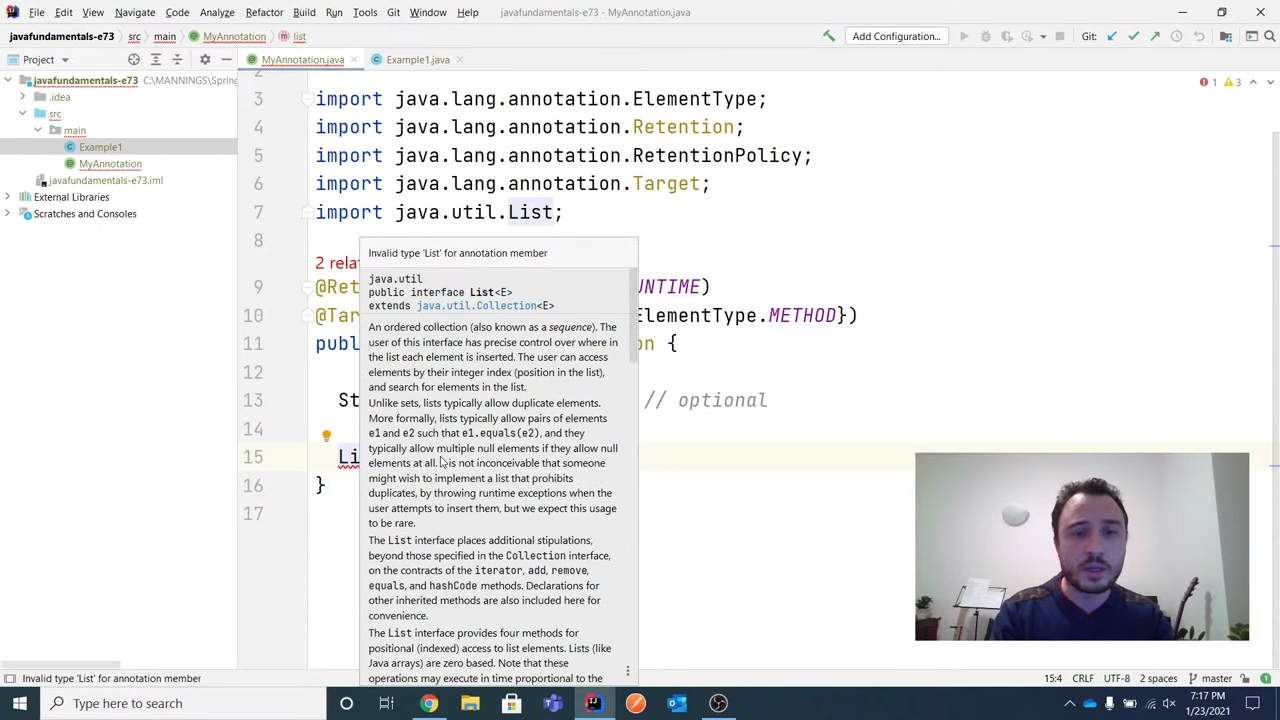 File Edit View Navigate Code Analyze Refactor Build Run Tools Git Window Help javafundamentals-e73 - MyAnnotation.java
javafundamentals-e73 src main MyAnnotation list Add Configuration... Git:
Project
MyAnnotation.java Example1.java
javafundamentals-e73 C:\MANNINGS\Spring
.idea
src
main
Example1
MyAnnotation
javafundamentals-e73.iml
External Libraries
Scratches and Consoles
1 3
2
3 import java.lang.annotation.ElementType;
4 import java.lang.annotation.Retention;
5 import java.lang.annotation.RetentionPolicy;
6 import java.lang.annotation.Target;
7 import java.util.List;
8
2 rela
9 @Ret UNTIME)
10 @Tar lementType.METHOD})
11 publ on {
12
13 St // optional
14
15 Li
16 }
17
Invalid type 'List' for annotation member
java.util
public interface List<E>
extends java.util.Collection<E>
An ordered collection (also known as a sequence). The
user of this interface has precise control over where in
the list each element is inserted. The user can access
elements by their integer index (position in the list),
and search for elements in the list.
Unlike sets, lists typically allow duplicate elements.
More formally, lists typically allow pairs of elements
e1 and e2 such that e1.equals(e2), and they
typically allow multiple null elements if they allow null
elements at all. is not inconceivable that someone
might wish to implement a list that prohibits
duplicates, by throwing runtime exceptions when the
user attempts to insert them, but we expect this usage
to be rare.
The List interface places additional stipulations,
beyond those specified in the Collection interface,
on the contracts of the iterator, add, remove,
equals, and hashCode methods. Declarations for
other inherited methods are also included here for
convenience.
The List interface provides four methods for
positional (indexed) access to list elements. Lists (like
Java arrays) are zero based. Note that these
operations may execute in time proportional to the
Invalid type 'List' for annotation member 15:4 CRLF UTF-8 2 spaces master
Type here to search
7:17 PM
1/23/2021